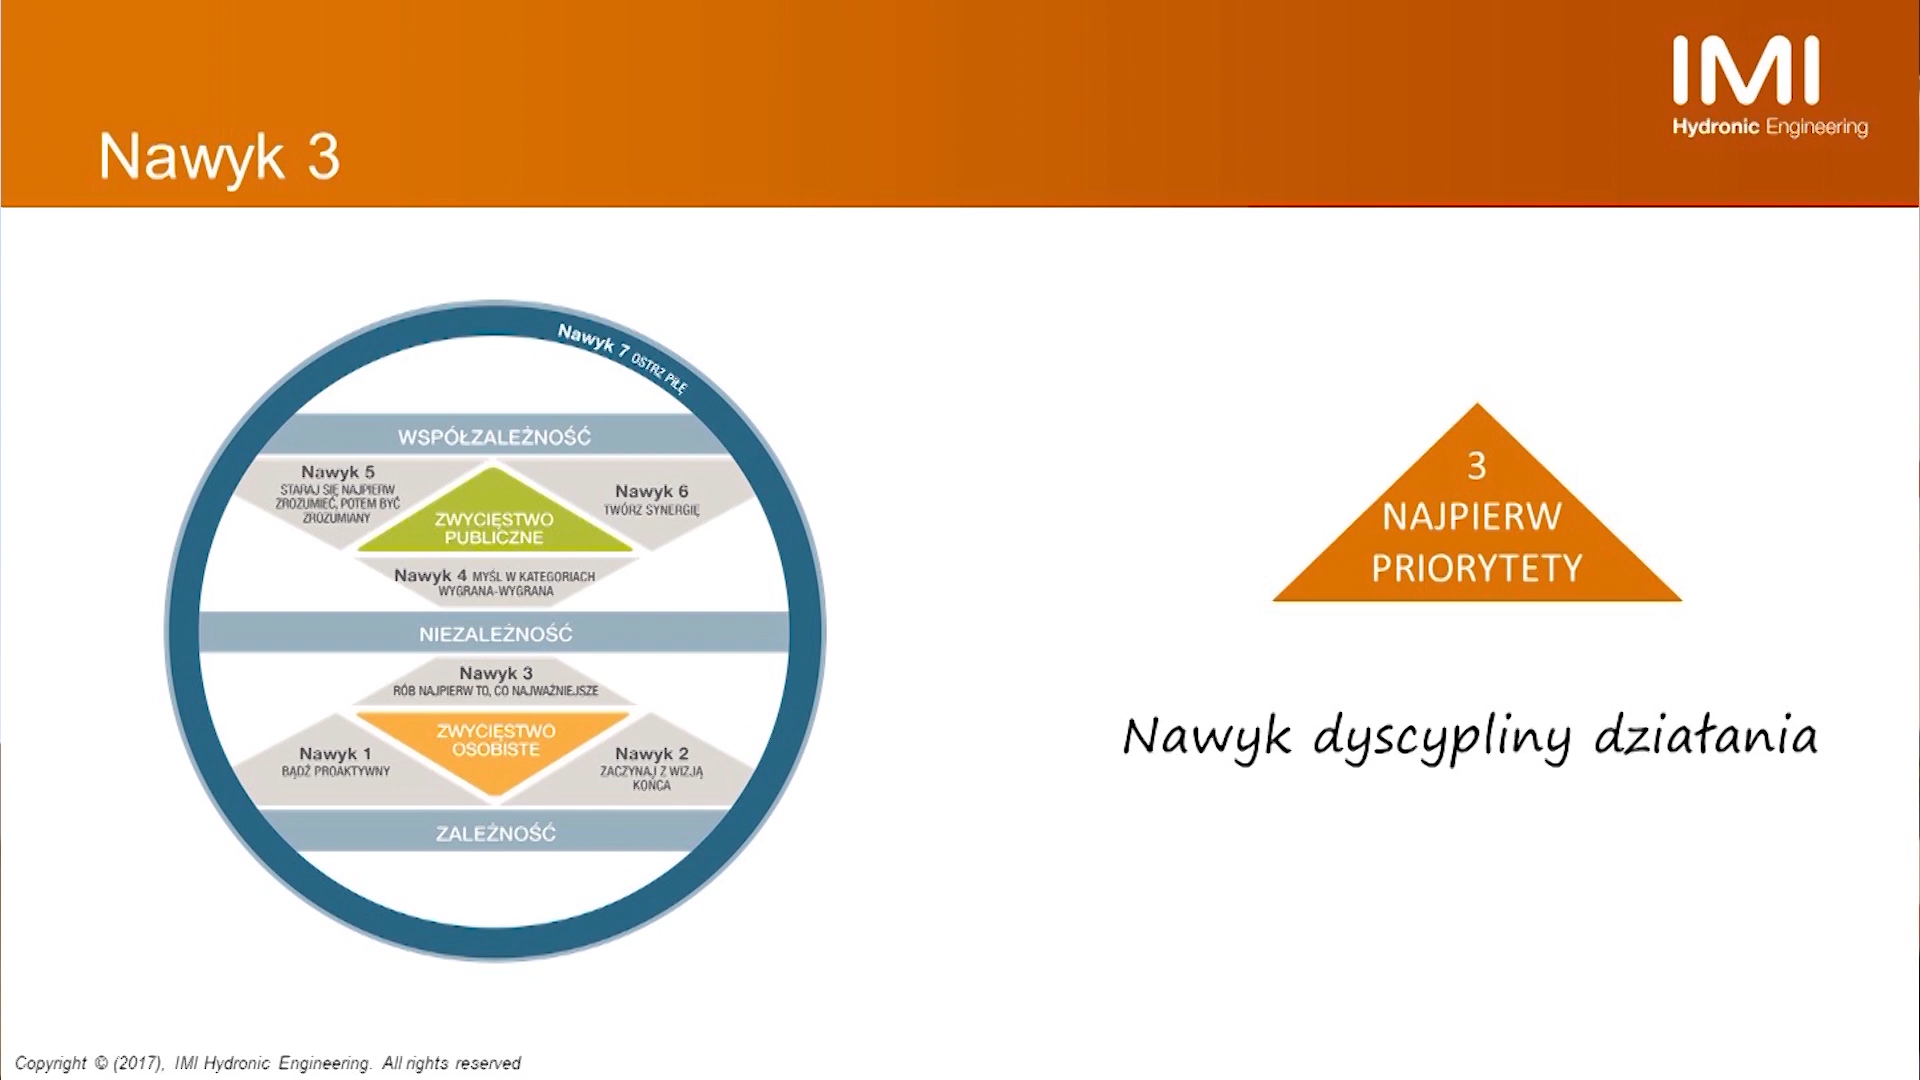 IMI
Hydronic Engineering
Nawyk 3
Nawyk 7 OSTRZ PIŁĘ
WSPÓŁZALEŻNOŚĆ
Nawyk 5
STARAJ SIĘ NAJPIERW
ZROZUMIEĆ, POTEM BYĆ
ZROZUMIANY
ZWYCIĘSTWO
PUBLICZNE
Nawyk 6
TWÓRZ SYNERGIĘ
Nawyk 4 MYŚL W KATEGORIACH
WYGRANA-WYGRANA
NIEZALEŻNOŚĆ
Nawyk 3
RÓB NAJPIERW TO, CO NAJWAŻNIEJSZE
ZWYCIĘSTWO
OSOBISTE
Nawyk 1
BĄDŹ PROAKTYWNY
Nawyk 2
ZACZYNAJ Z WIZJĄ
KOŃCA
ZALEŻNOŚĆ
3
NAJPIERW
PRIORYTETY
Nawyk dyscypliny działania
Copyright © (2017), IMI Hydronic Engineering. All rights reserved